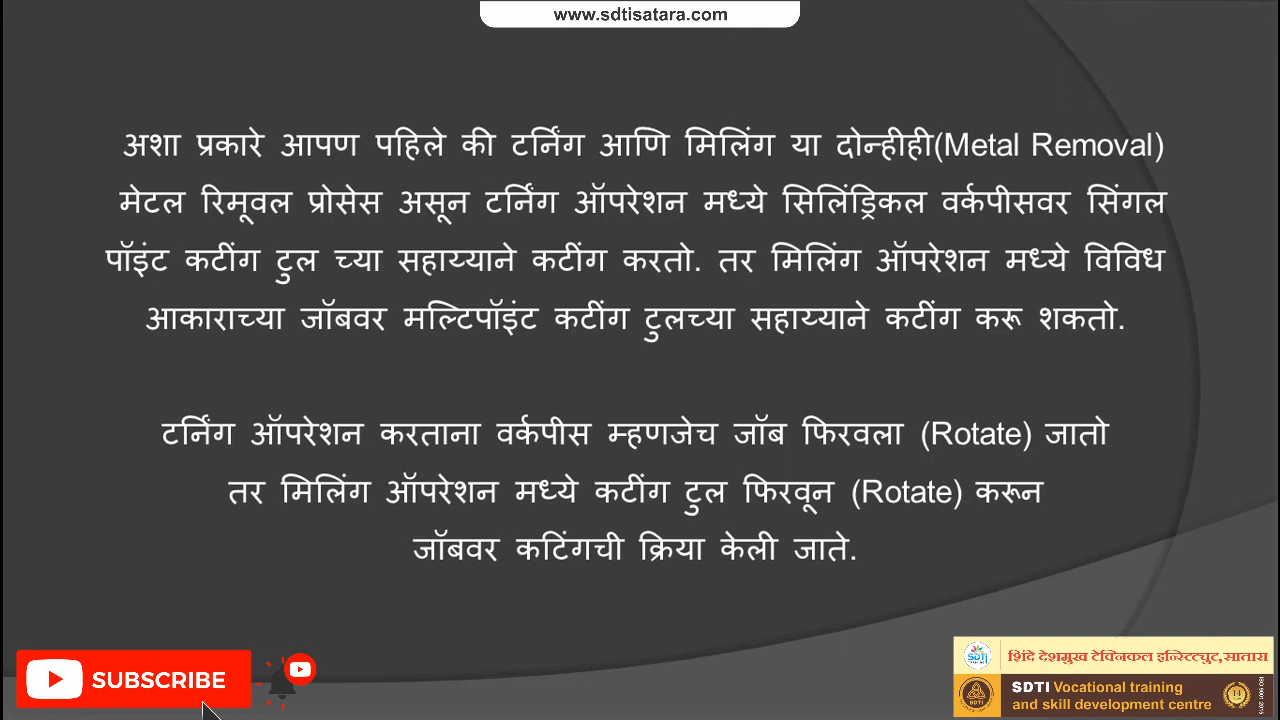 www.sdtisatara.com
अशा प्रकारे आपण पहिले की टर्निंग आणि मिलिंग या दोन्हीही(Metal Removal)
मेटल रिमूवल प्रोसेस असून टर्निंग ऑपरेशन मध्ये सिलिंड्रिकल वर्कपीसवर सिंगल
पॉइंट कटींग टुल च्या सहाय्याने कटींग करतो. तर मिलिंग ऑपरेशन मध्ये विविध
आकाराच्या जॉबवर मल्टिपॉइंट कटींग टुलच्या सहाय्याने कटींग करू शकतो.
टर्निंग ऑपरेशन करताना वर्कपीस म्हणजेच जॉब फिरवला (Rotate) जातो
तर मिलिंग ऑपरेशन मध्ये कटींग टुल फिरवून (Rotate) करून
जॉबवर कटिंगची क्रिया केली जाते.
SUBSCRIBE
शिंदे देशमुख टेक्निकल इन्स्टिट्युट,सातारा
SDTI
SDTI Vocational training
and skill development centre
SDTI